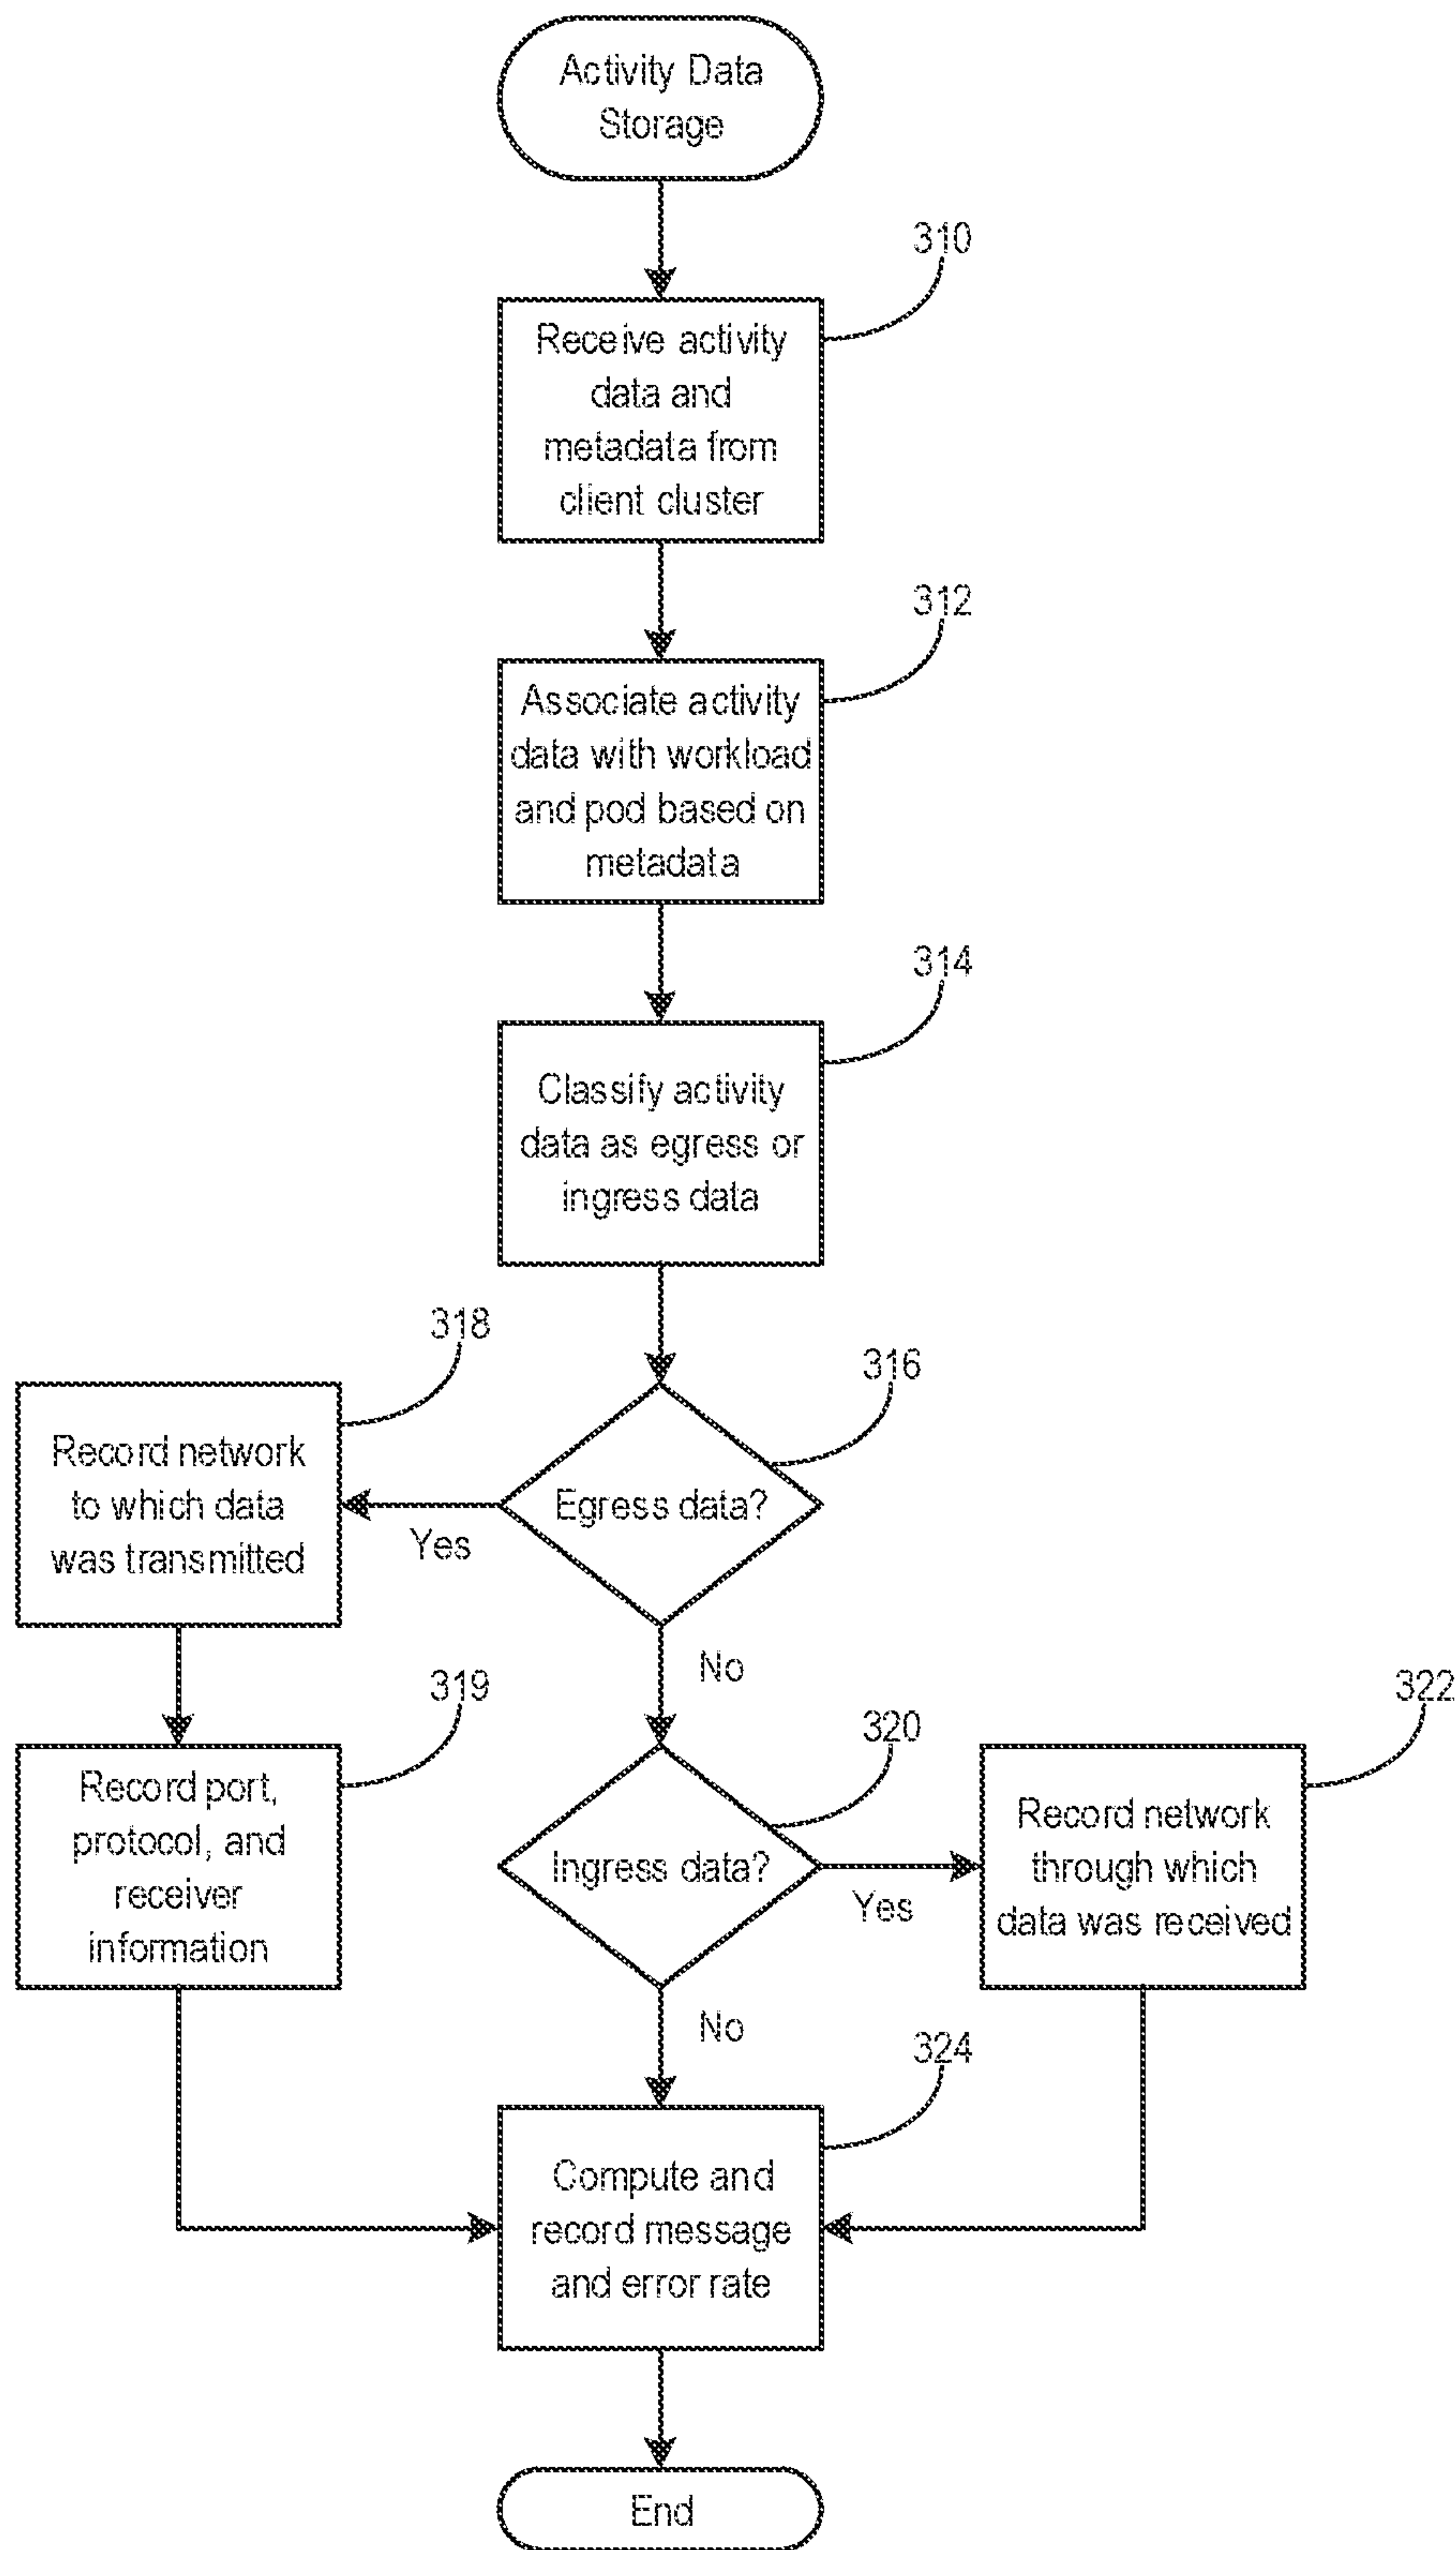 Activity Data
Storage
310
Receive activity
data and
metadata from
client cluster
312
Associate activity
data with workload
and pod based on
metadata
314
Classify activity
data as egress or
ingress data
318
316
Record network
to which data
was transmitted
Egress data?
Yes
No
319
320
322
Record port,
protocol, and
receiver
information
Ingress data?
Yes
Record network
through which
data was received
No
324
Compute and
record message
and error rate
End